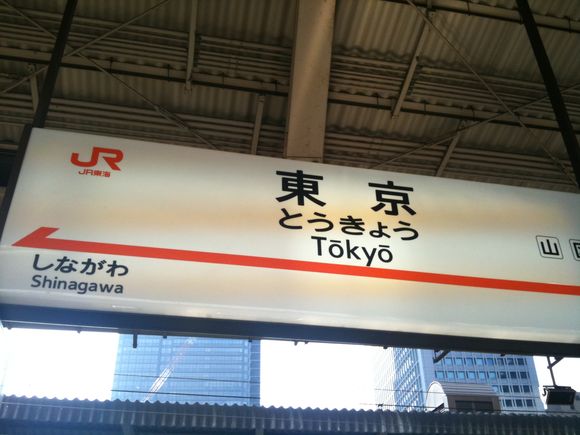 JR
JR東海
東京
とうきょう
Tōkyō
山
しながわ
Shinagawa